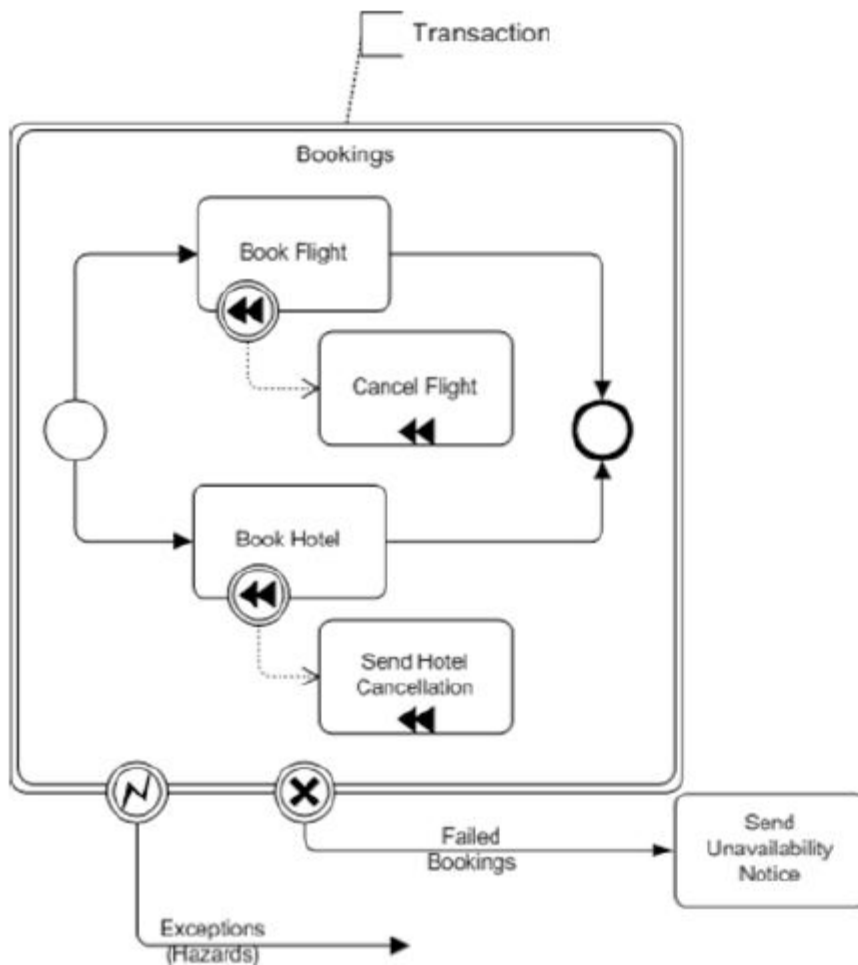 Transaction
Bookings
Book Flight
Cancel Flight
Book Hotel
Send Hotel
Cancellation
Failed
Bookings
Send
Unavailability
Notice
Exceptions
(Hazards)